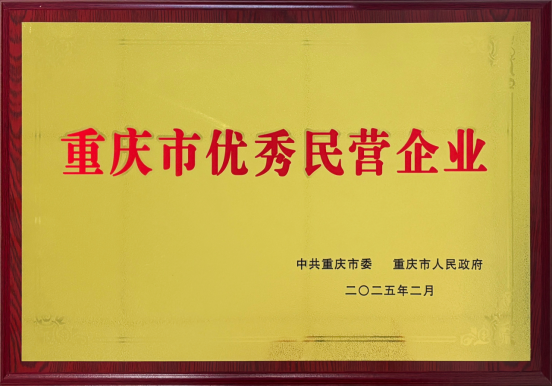 重庆市优秀民营企业
中共重庆市委 重庆市人民政府
二〇二五年二月